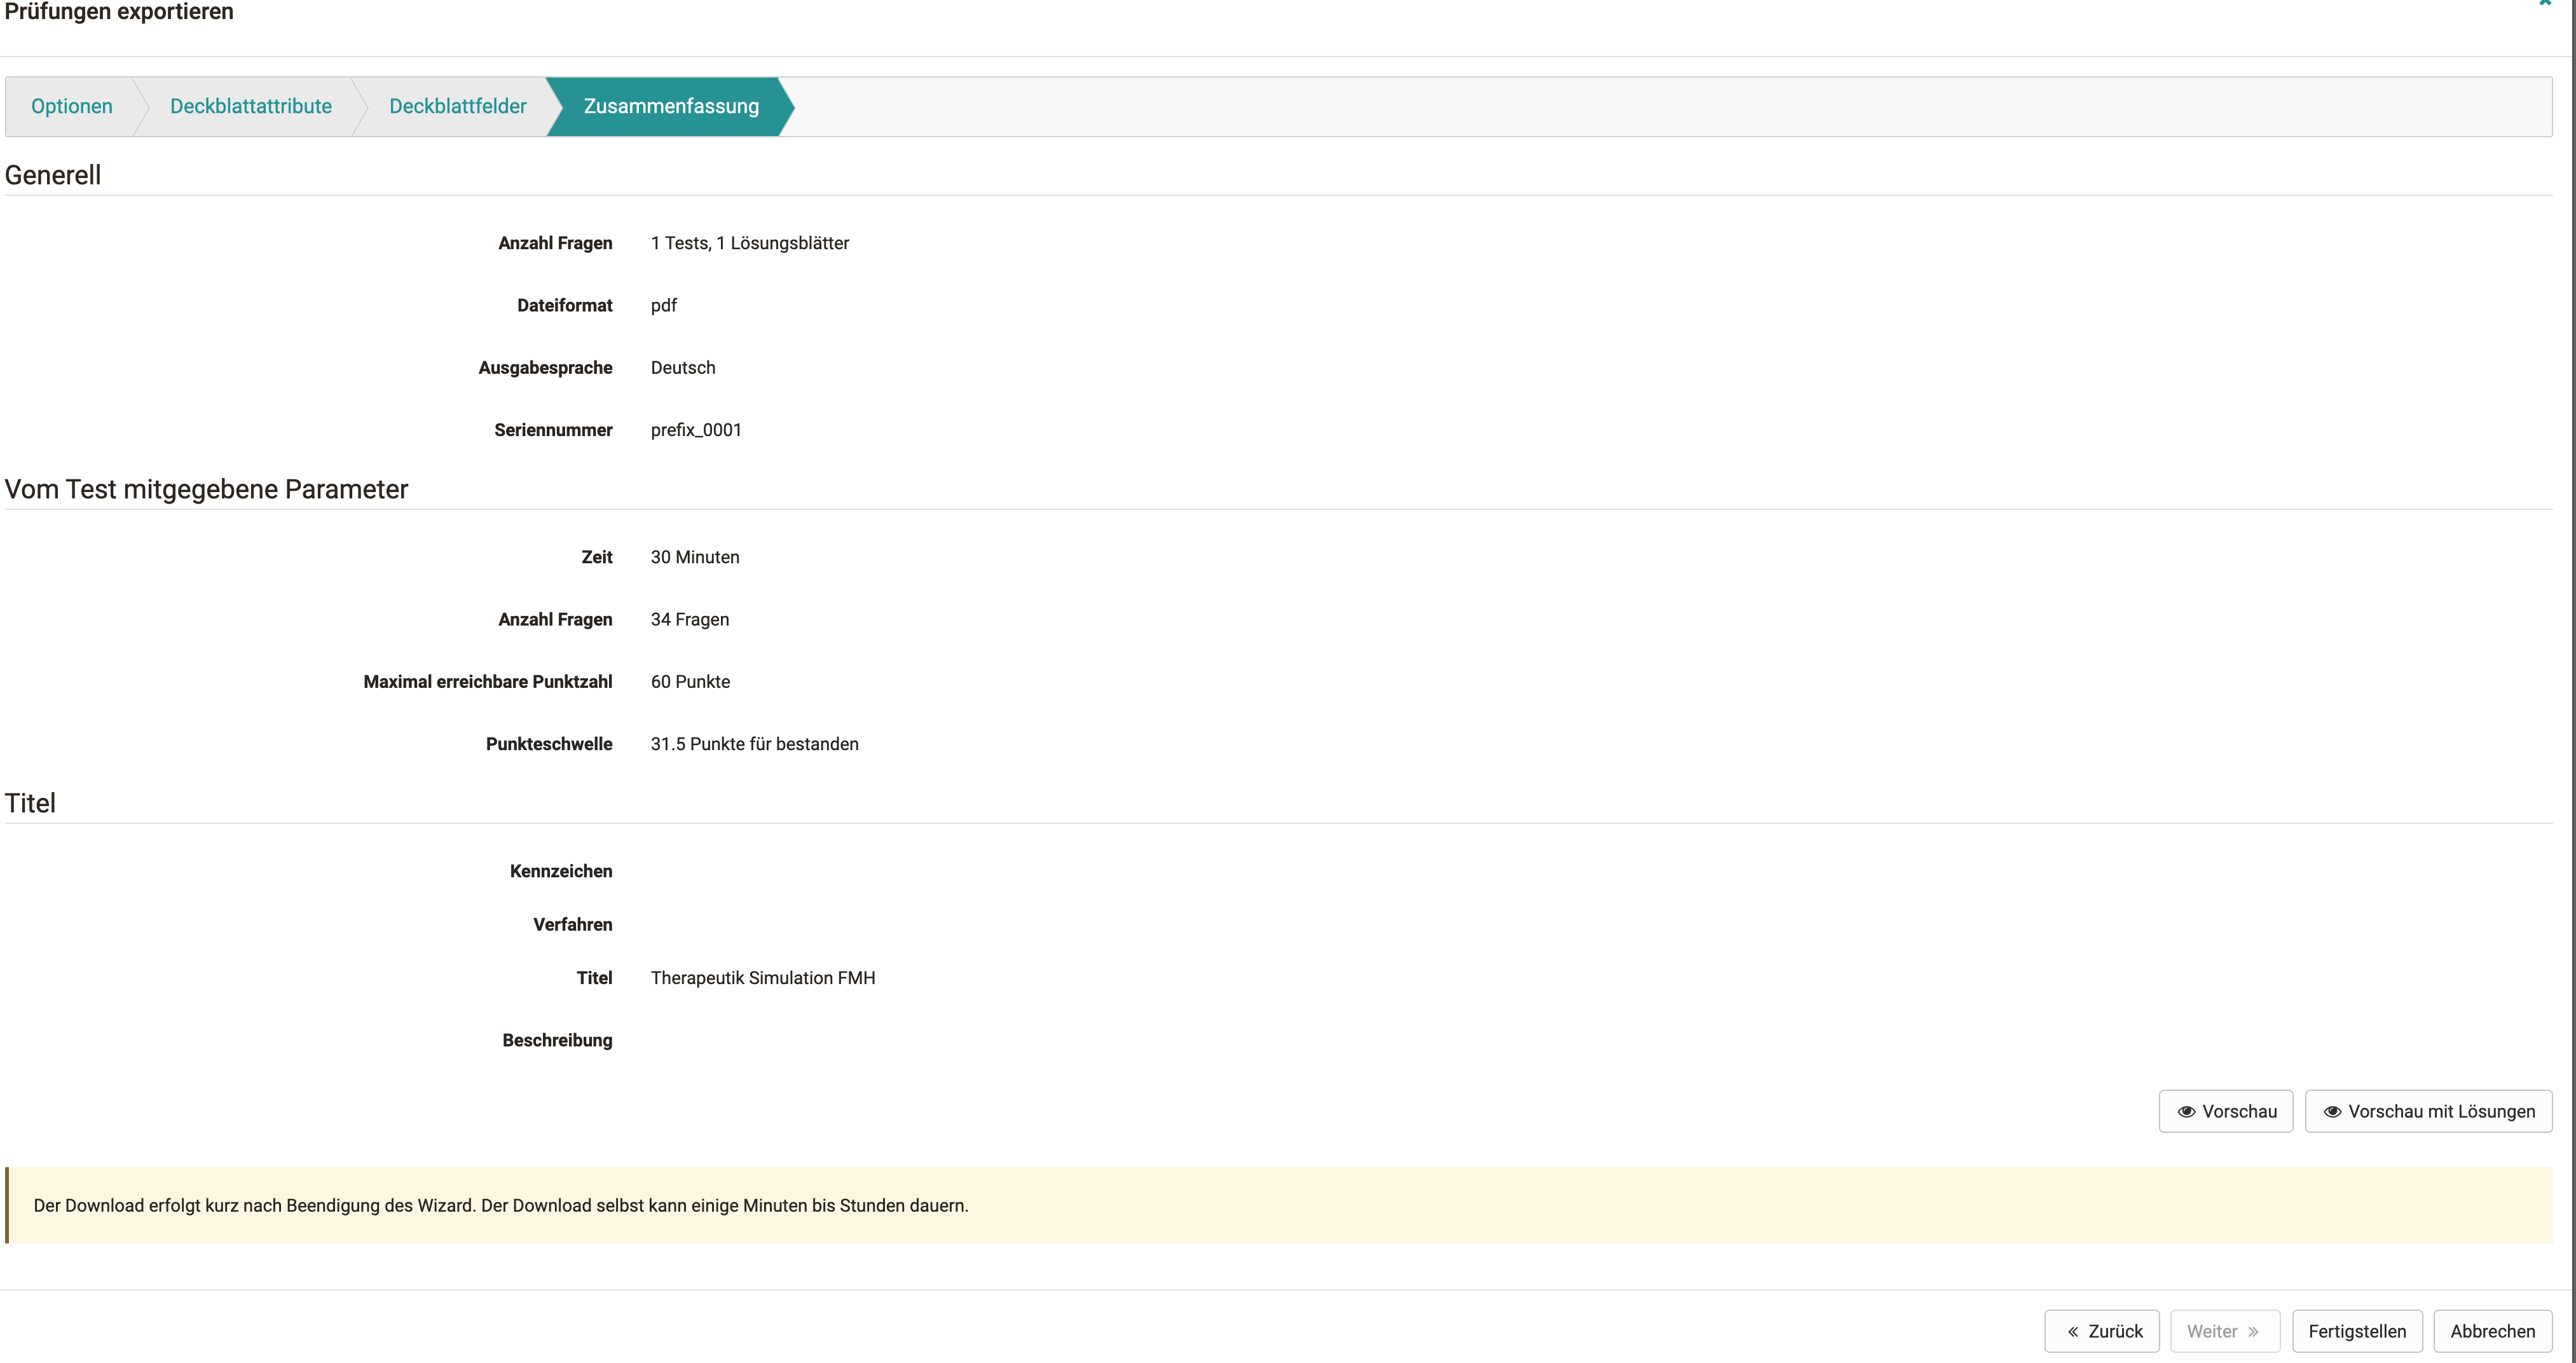 Prüfungen exportieren
Optionen
Deckblattattribute
Deckblattfelder
Zusammenfassung
Generell
Anzahl Fragen 1 Tests, 1 Lösungsblätter
Dateiformat pdf
Ausgabesprache Deutsch
Seriennummer prefix_0001
Vom Test mitgegebene Parameter
Zeit 30 Minuten
Anzahl Fragen 34 Fragen
Maximal erreichbare Punktzahl 60 Punkte
Punkteschwelle 31.5 Punkte für bestanden
Titel
Kennzeichen
Verfahren
Titel Therapeutik Simulation FMH
Beschreibung
Vorschau
Vorschau mit Lösungen
Der Download erfolgt kurz nach Beendigung des Wizard. Der Download selbst kann einige Minuten bis Stunden dauern.
« Zurück
Weiter »
Fertigstellen
Abbrechen